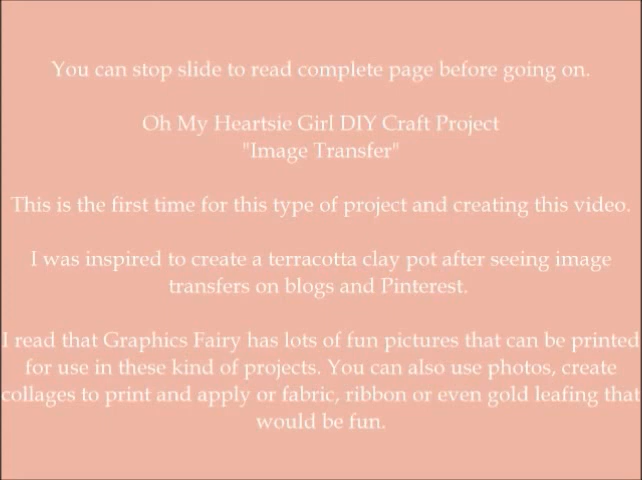 You can stop slide to read complete page before going on.
Oh My Heartsie Girl DIY Craft Project
"Image Transfer"
This is the first time for this type of project and creating this video.
I was inspired to create a terracotta clay pot after seeing image
transfers on blogs and Pinterest.
I read that Graphics Fairy has lots of fun pictures that can be printed
for use in these kind of projects. You can also use photos, create
collages to print and apply or fabric, ribbon or even gold leafing that
would be fun.